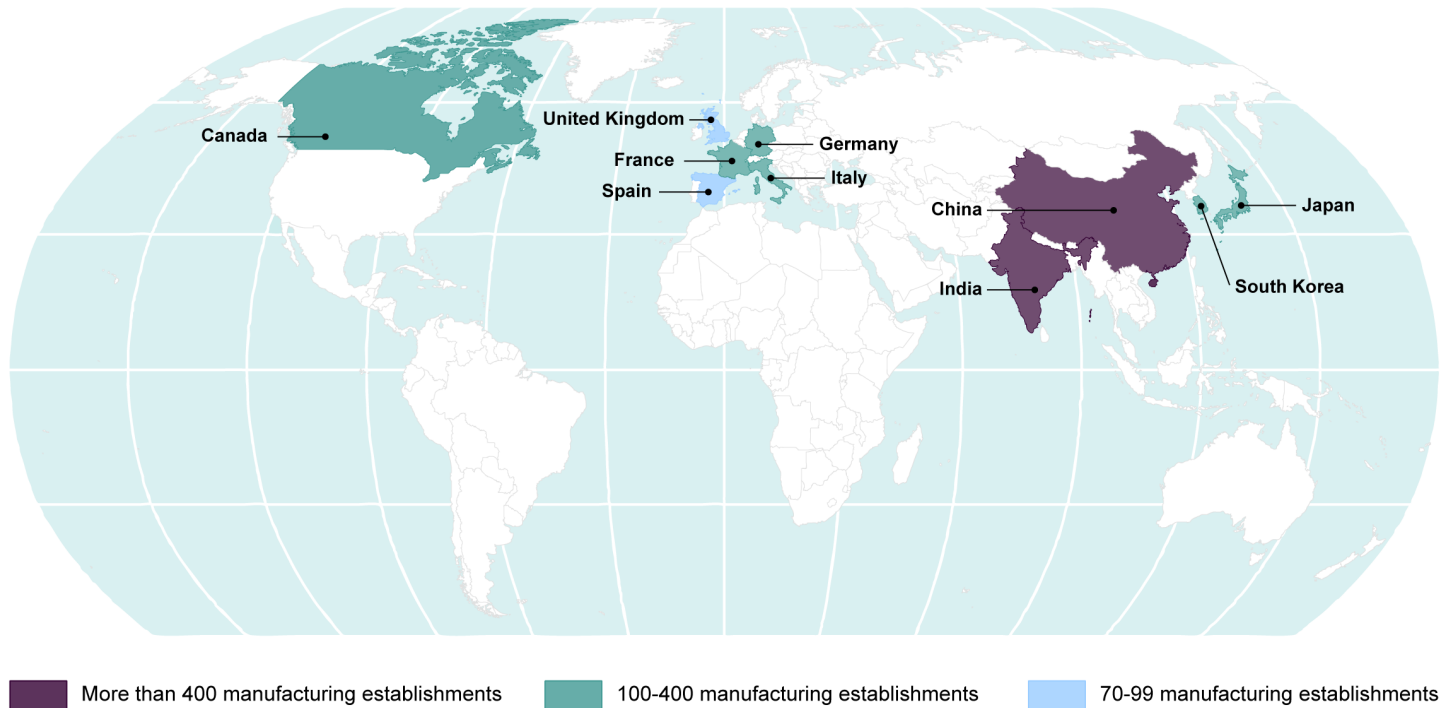 United Kingdom
Canada
Germany
France
Italy
Spain
China
Japan
South Korea
India
More than 400 manufacturing establishments
100-400 manufacturing establishments
70-99 manufacturing establishments